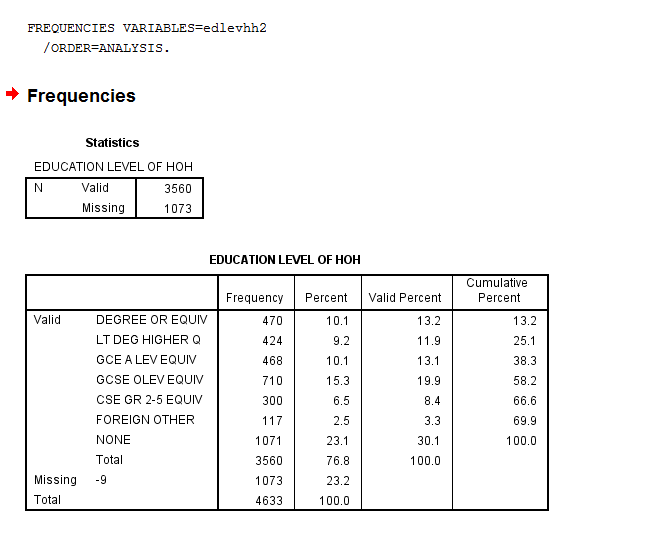 FREQUENCIES VARIABLES=edlevhh2
/ORDER=ANALYSIS.
Frequencies
Statistics
EDUCATION LEVEL OF HOH
N Valid 3560
Missing 1073
EDUCATION LEVEL OF HOH
Frequency Percent Valid Percent Cumulative Percent
Valid DEGREE OR EQUIV 470 10.1 13.2 13.2
LT DEG HIGHER Q 424 9.2 11.9 25.1
GCE A LEV EQUIV 468 10.1 13.1 38.3
GCSE OLEV EQUIV 710 15.3 19.9 58.2
CSE GR 2-5 EQUIV 300 6.5 8.4 66.6
FOREIGN OTHER 117 2.5 3.3 69.9
NONE 1071 23.1 30.1 100.0
Total 3560 76.8 100.0
Missing -9 1073 23.2
Total 4633 100.0